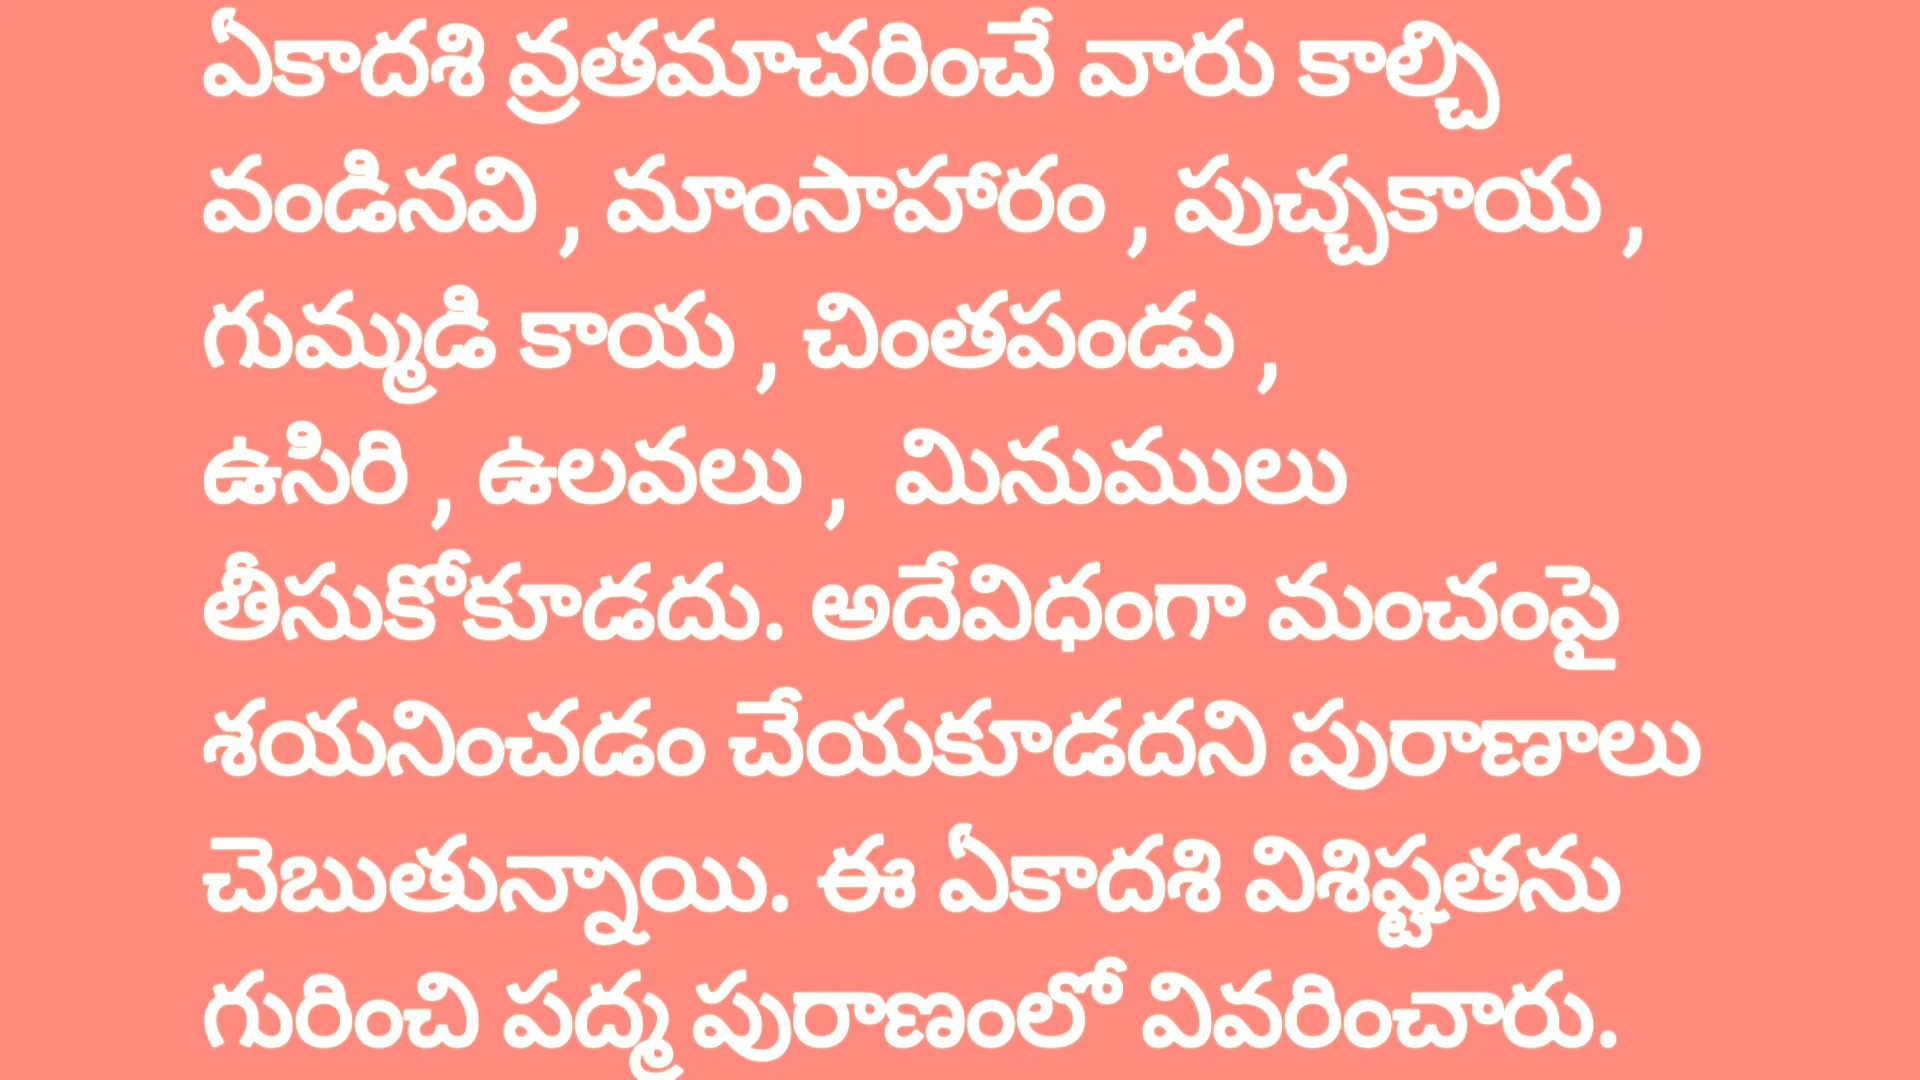 ఏకాదశి వ్రతమాచరించే వారు కాల్చి
వండినవి , మాంసాహారం , పుచ్చకాయ ,
గుమ్మడి కాయ , చింతపండు ,
ఉసిరి , ఉలవలు , మినుములు
తీసుకోకూడదు. అదేవిధంగా మంచంపై
శయనించడం చేయకూడదని పురాణాలు
చెబుతున్నాయి. ఈ ఏకాదశి విశిష్టతను
గురించి పద్మ పురాణంలో వివరించారు.